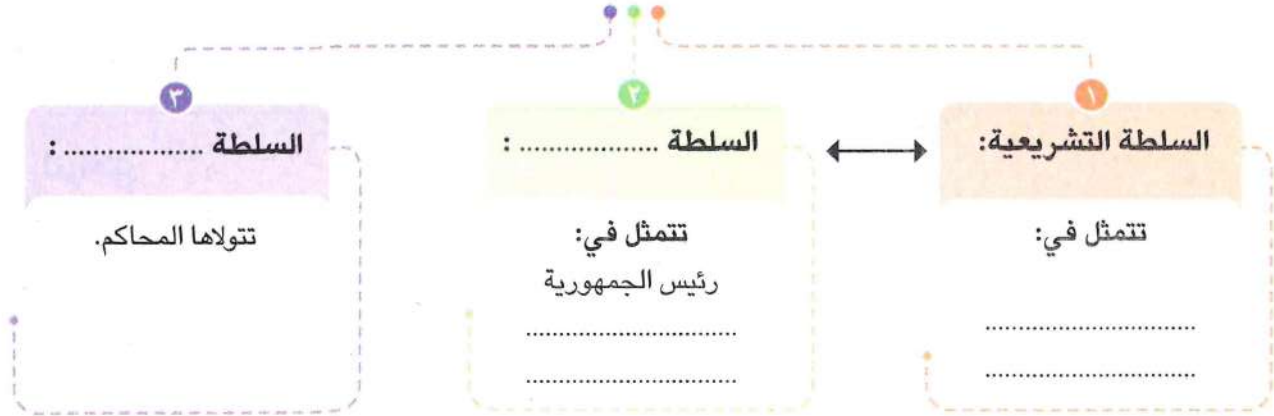 ١
السلطة التشريعية:
تتمثل في:
..............................
..............................
٢
السلطة .................... :
تتمثل في:
رئيس الجمهورية
..............................
..............................
٣
السلطة .................... :
تتولاها المحاكم.